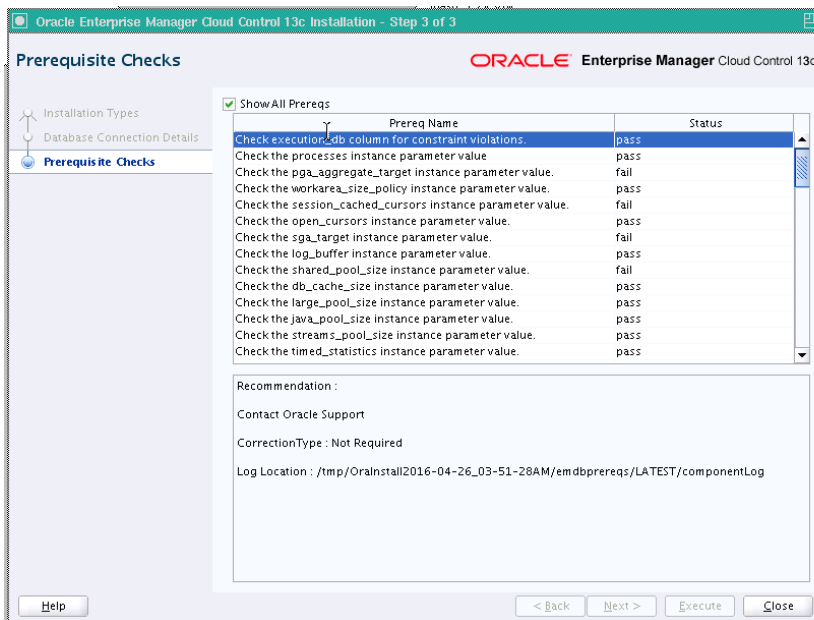 Oracle Enterprise Manager Cloud Control 13c Installation - Step 3 of 3
Prerequisite Checks
ORACLE Enterprise Manager Cloud Control 13c
Installation Types
Database Connection Details
Prerequisite Checks
Show All Prereqs
Prereq Name Status
Check execution_db column for constraint violations. pass
Check the processes instance parameter value pass
Check the pga_aggregate_target instance parameter value. fail
Check the workarea_size_policy instance parameter value. pass
Check the session_cached_cursors instance parameter value. fail
Check the open_cursors instance parameter value. pass
Check the sga_target instance parameter value. fail
Check the log_buffer instance parameter value. pass
Check the shared_pool_size instance parameter value. fail
Check the db_cache_size instance parameter value. pass
Check the large_pool_size instance parameter value. pass
Check the java_pool_size instance parameter value. pass
Check the streams_pool_size instance parameter value. pass
Check the timed_statistics instance parameter value. pass
Recommendation :
Contact Oracle Support
CorrectionType : Not Required
Log Location : /tmp/OraInstall2016-04-26_03-51-28AM/emdbprereqs/LATEST/componentLog
Help < Back Next > Execute Close